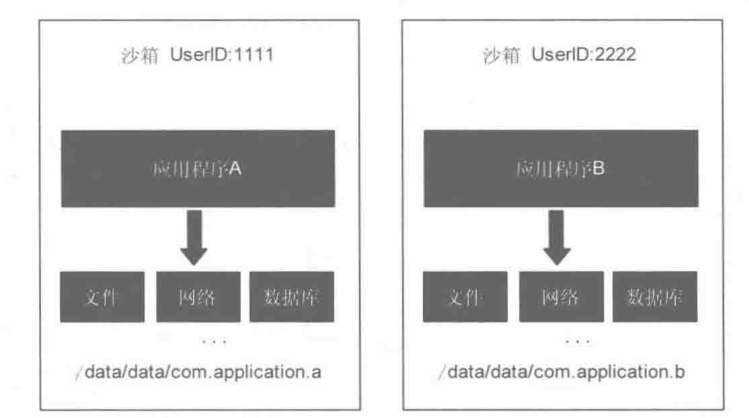 沙箱 UserID:1111
应用程序A
文件 网络 数据库
...
/data/data/com.application.a
沙箱 UserID:2222
应用程序B
文件 网络 数据库
...
/data/data/com.application.b